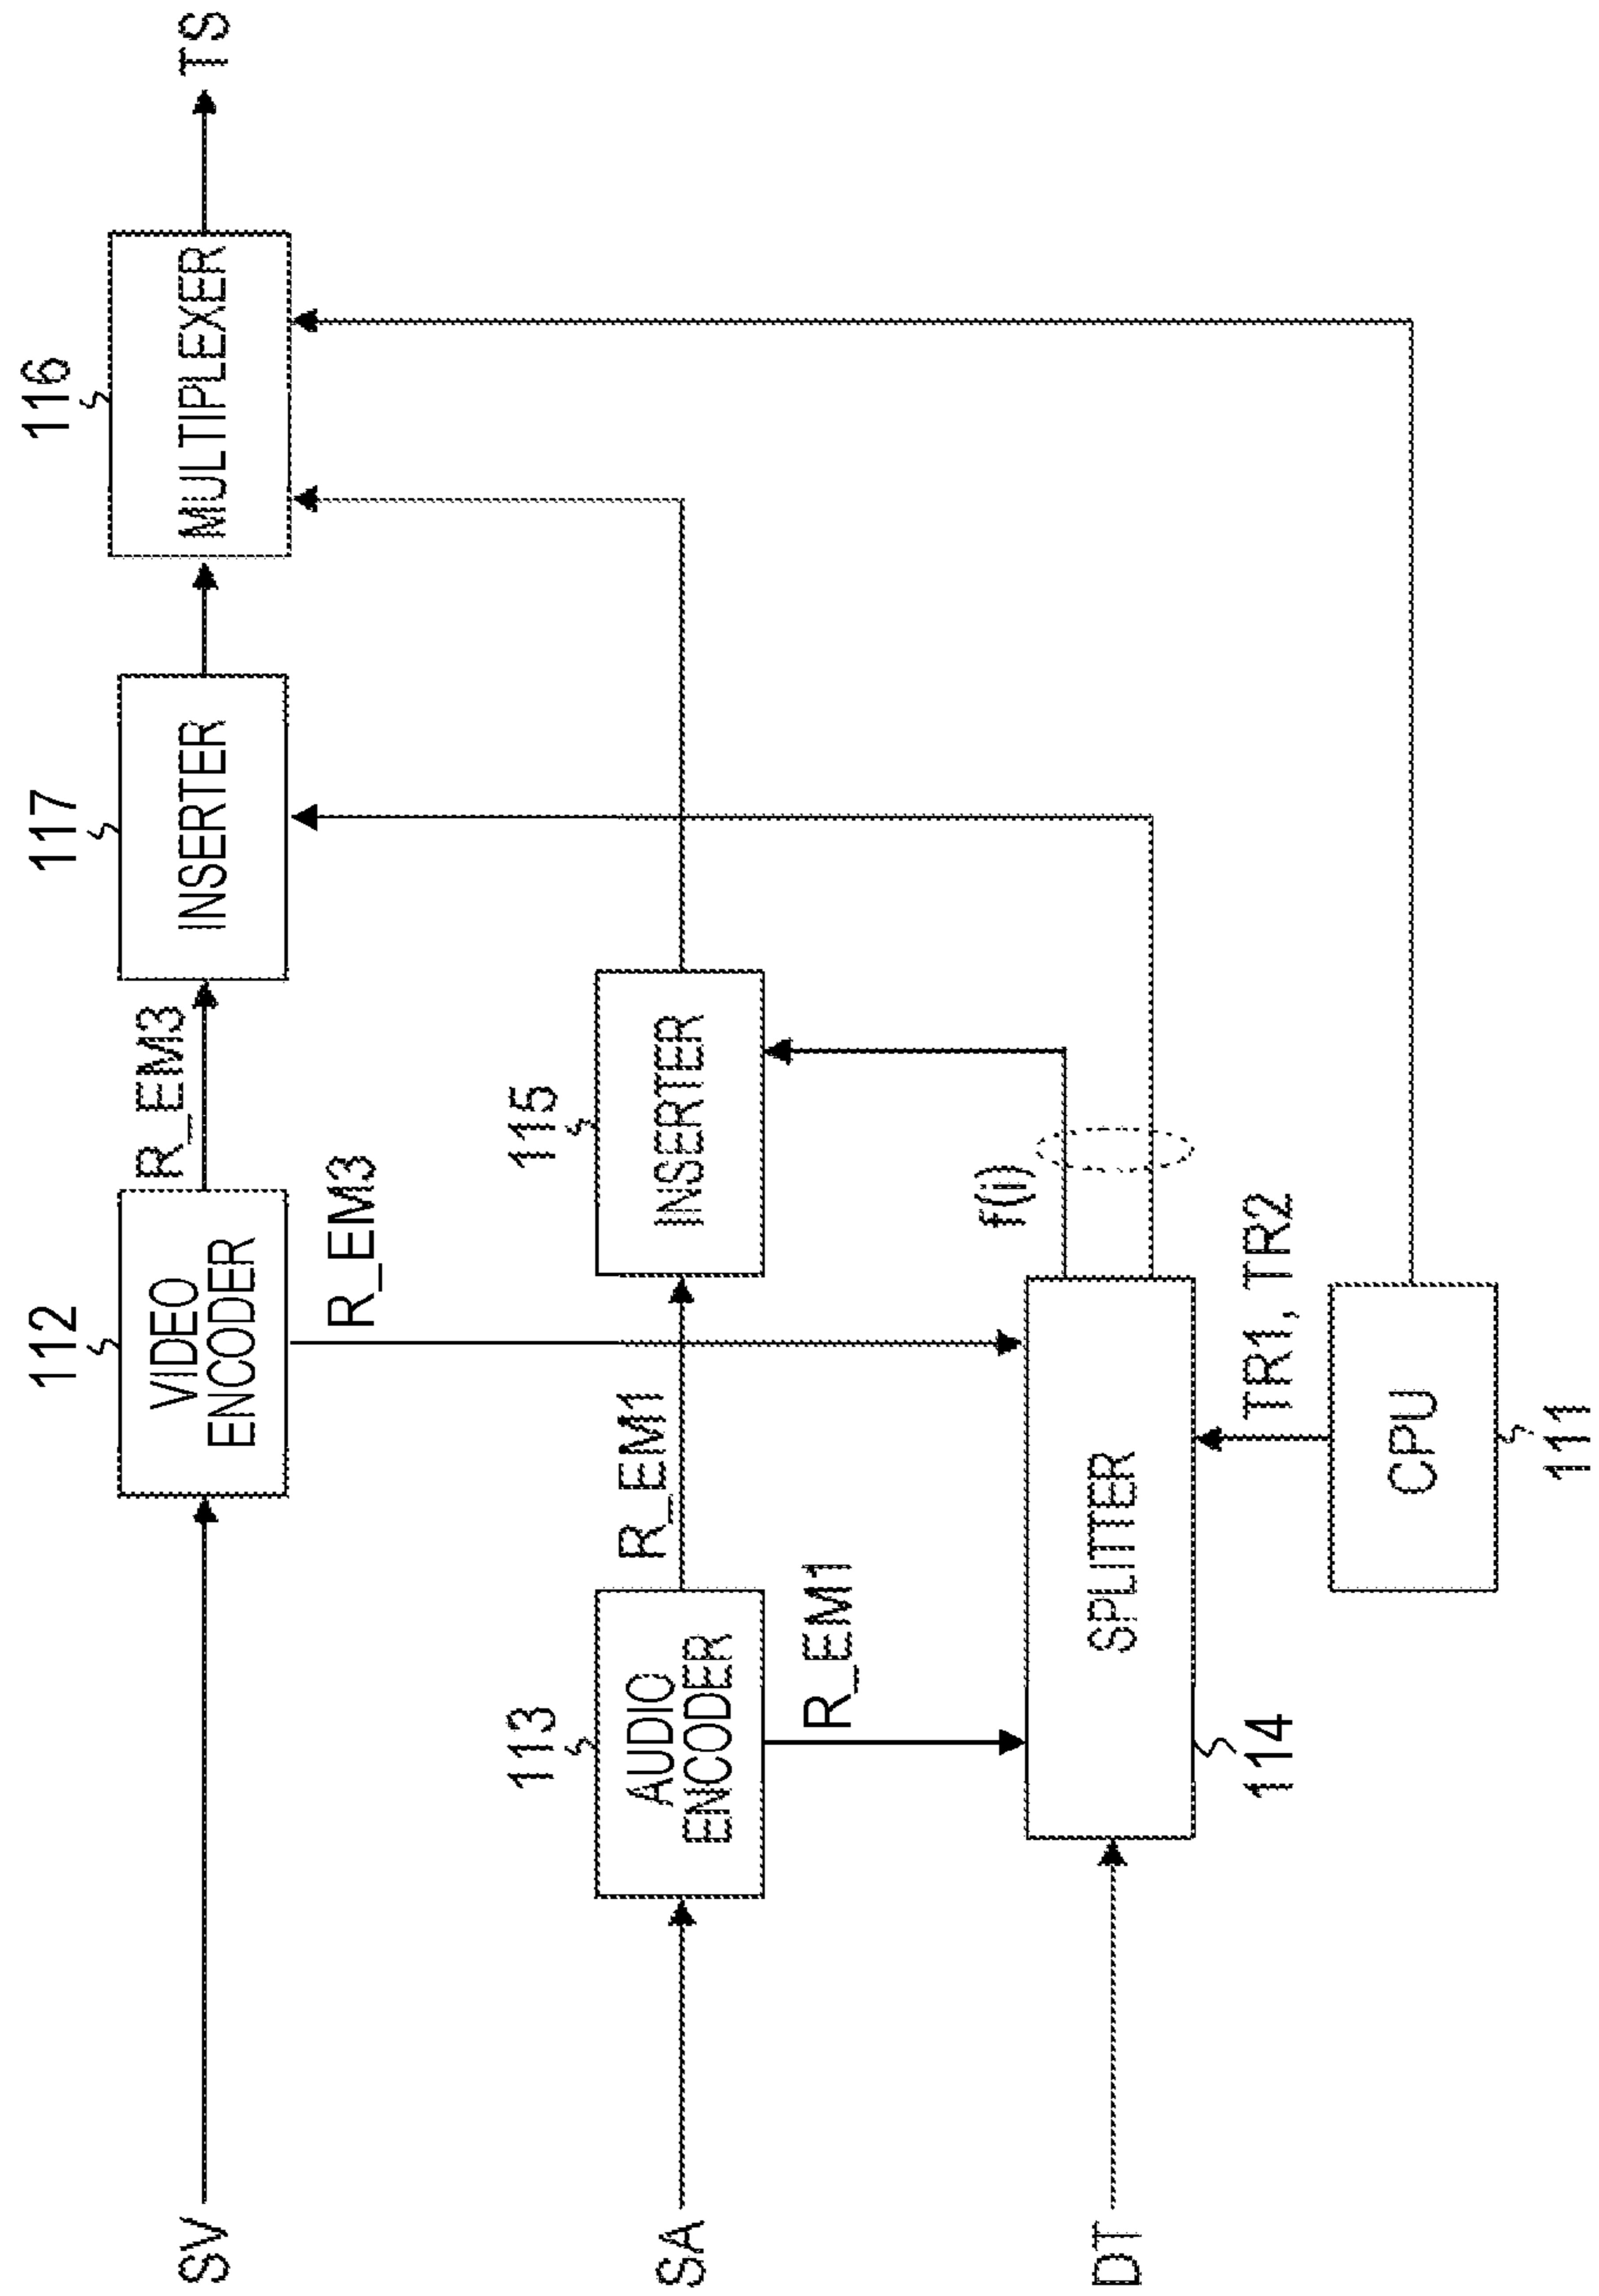 SV
112
VIDEO
ENCODER
R_EM3
117
INSERTER
116
MULTIPLEXER
TS
R_EM3
SA
113
AUDIO
ENCODER
R_EM1
115
INSERTER
R_EM1
f(i)
DT
SPLITTER
114
TR1, TR2
CPU
111